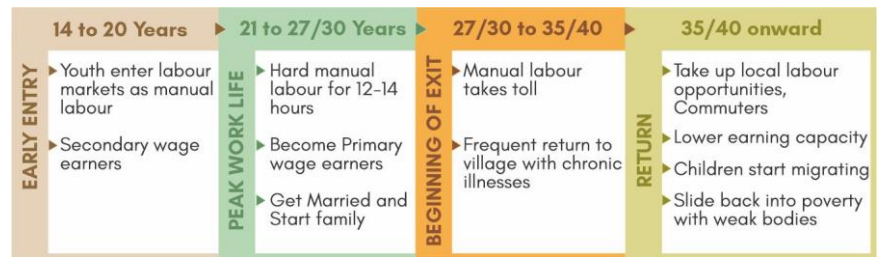 14 to 20 Years
21 to 27/30 Years
27/30 to 35/40
35/40 onward
EARLY ENTRY
Youth enter labour
markets as manual
labour
Secondary wage
earners
PEAK WORK LIFE
Hard manual
labour for 12-14
hours
Become Primary
wage earners
Get Married and
Start family
BEGINNING OF EXIT
Manual labour
takes toll
Frequent return to
village with chronic
illnesses
RETURN
Take up local labour
opportunities,
Commuters
Lower earning capacity
Children start migrating
Slide back into poverty
with weak bodies